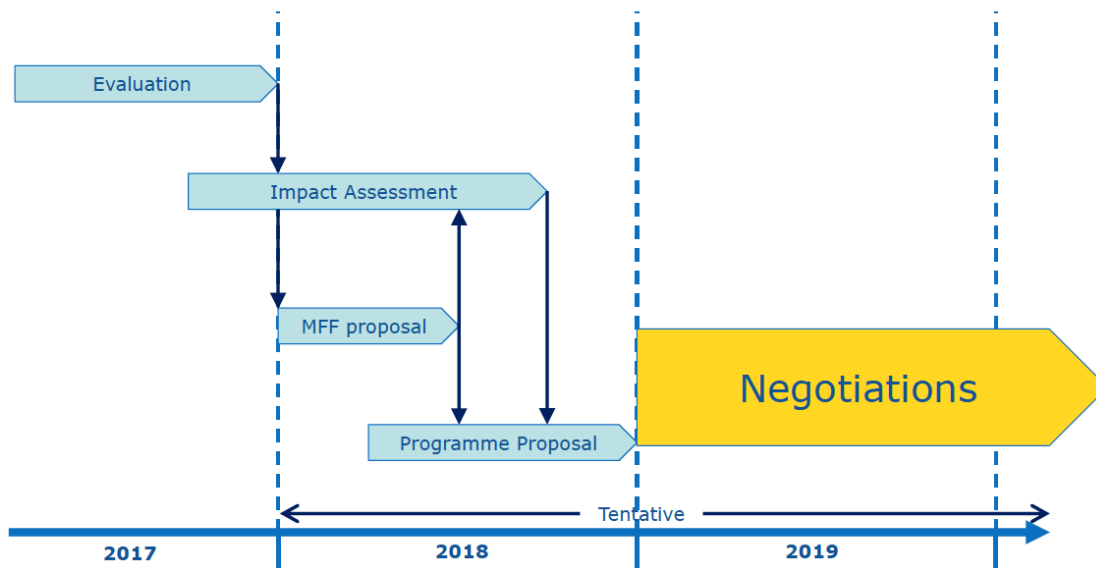 Evaluation
Impact Assessment
MFF proposal
Negotiations
Programme Proposal
Tentative
2017
2018
2019